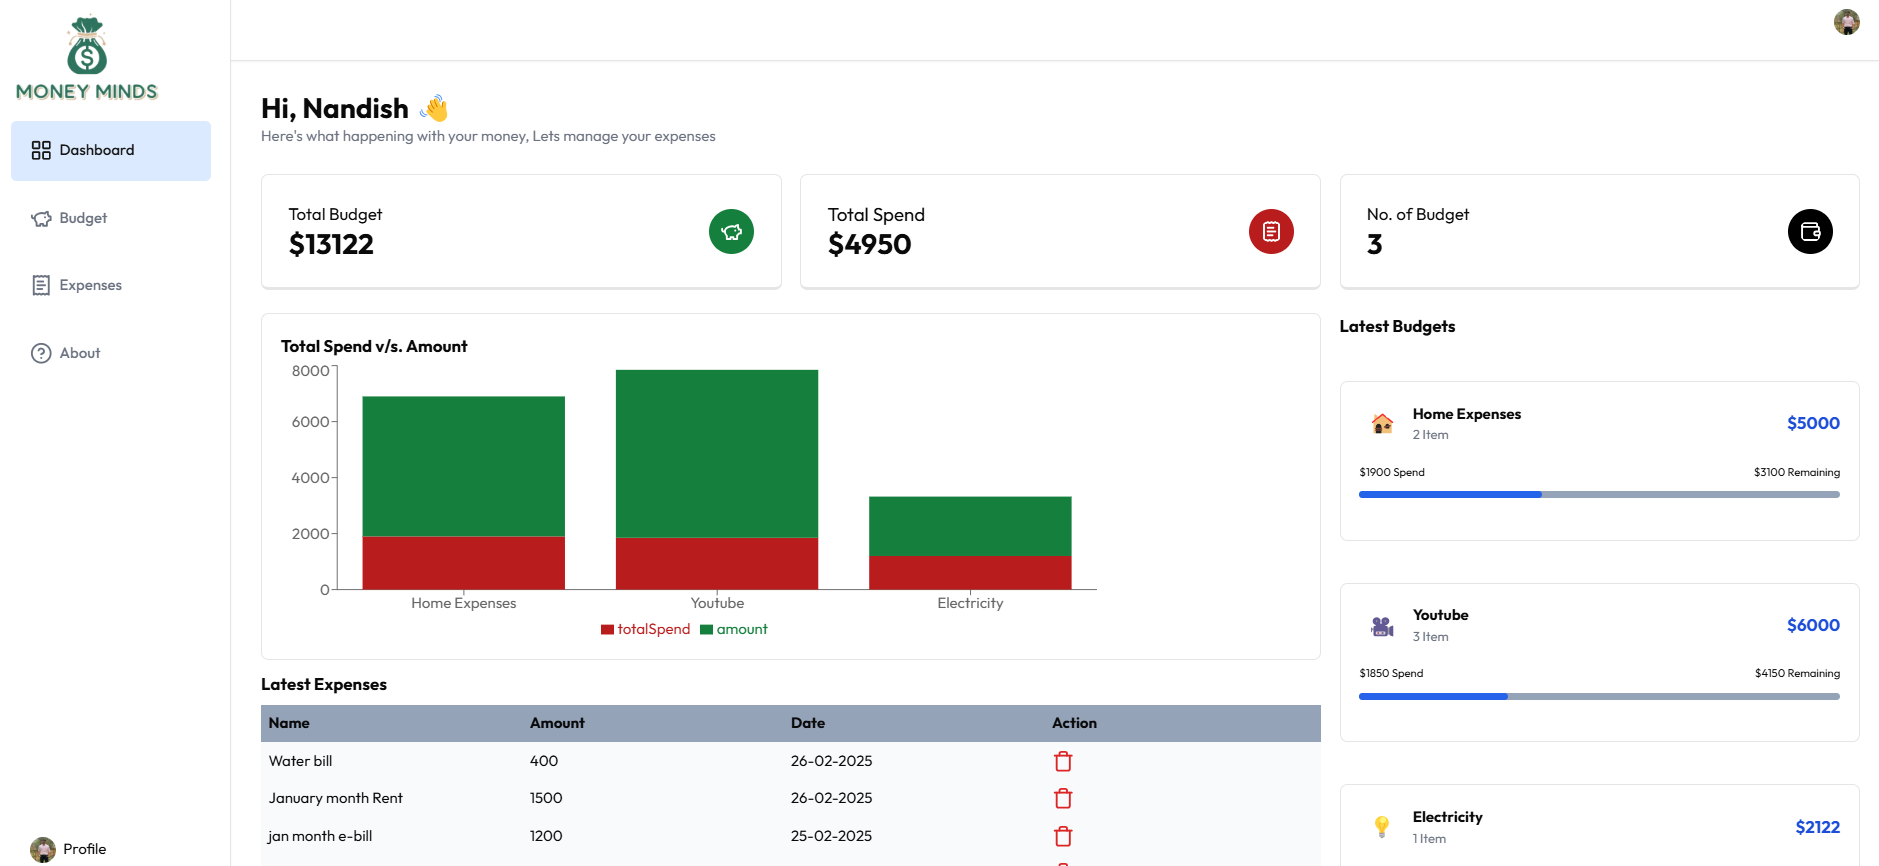 MONEY MINDS
Dashboard
Budget
Expenses
About
Profile
Hi, Nandish 👋
Here's what happening with your money, Lets manage your expenses
Total Budget
$13122
Total Spend
$4950
No. of Budget
3
Total Spend v/s. Amount
8000
6000
4000
2000
0
Home Expenses Youtube Electricity
totalSpend amount
Latest Expenses
Name Amount Date Action
Water bill 400 26-02-2025
January month Rent 1500 26-02-2025
jan month e-bill 1200 25-02-2025
Latest Budgets
Home Expenses
2 Item
$5000
$1900 Spend $3100 Remaining
Youtube
3 Item
$6000
$1850 Spend $4150 Remaining
Electricity
1 Item
$2122